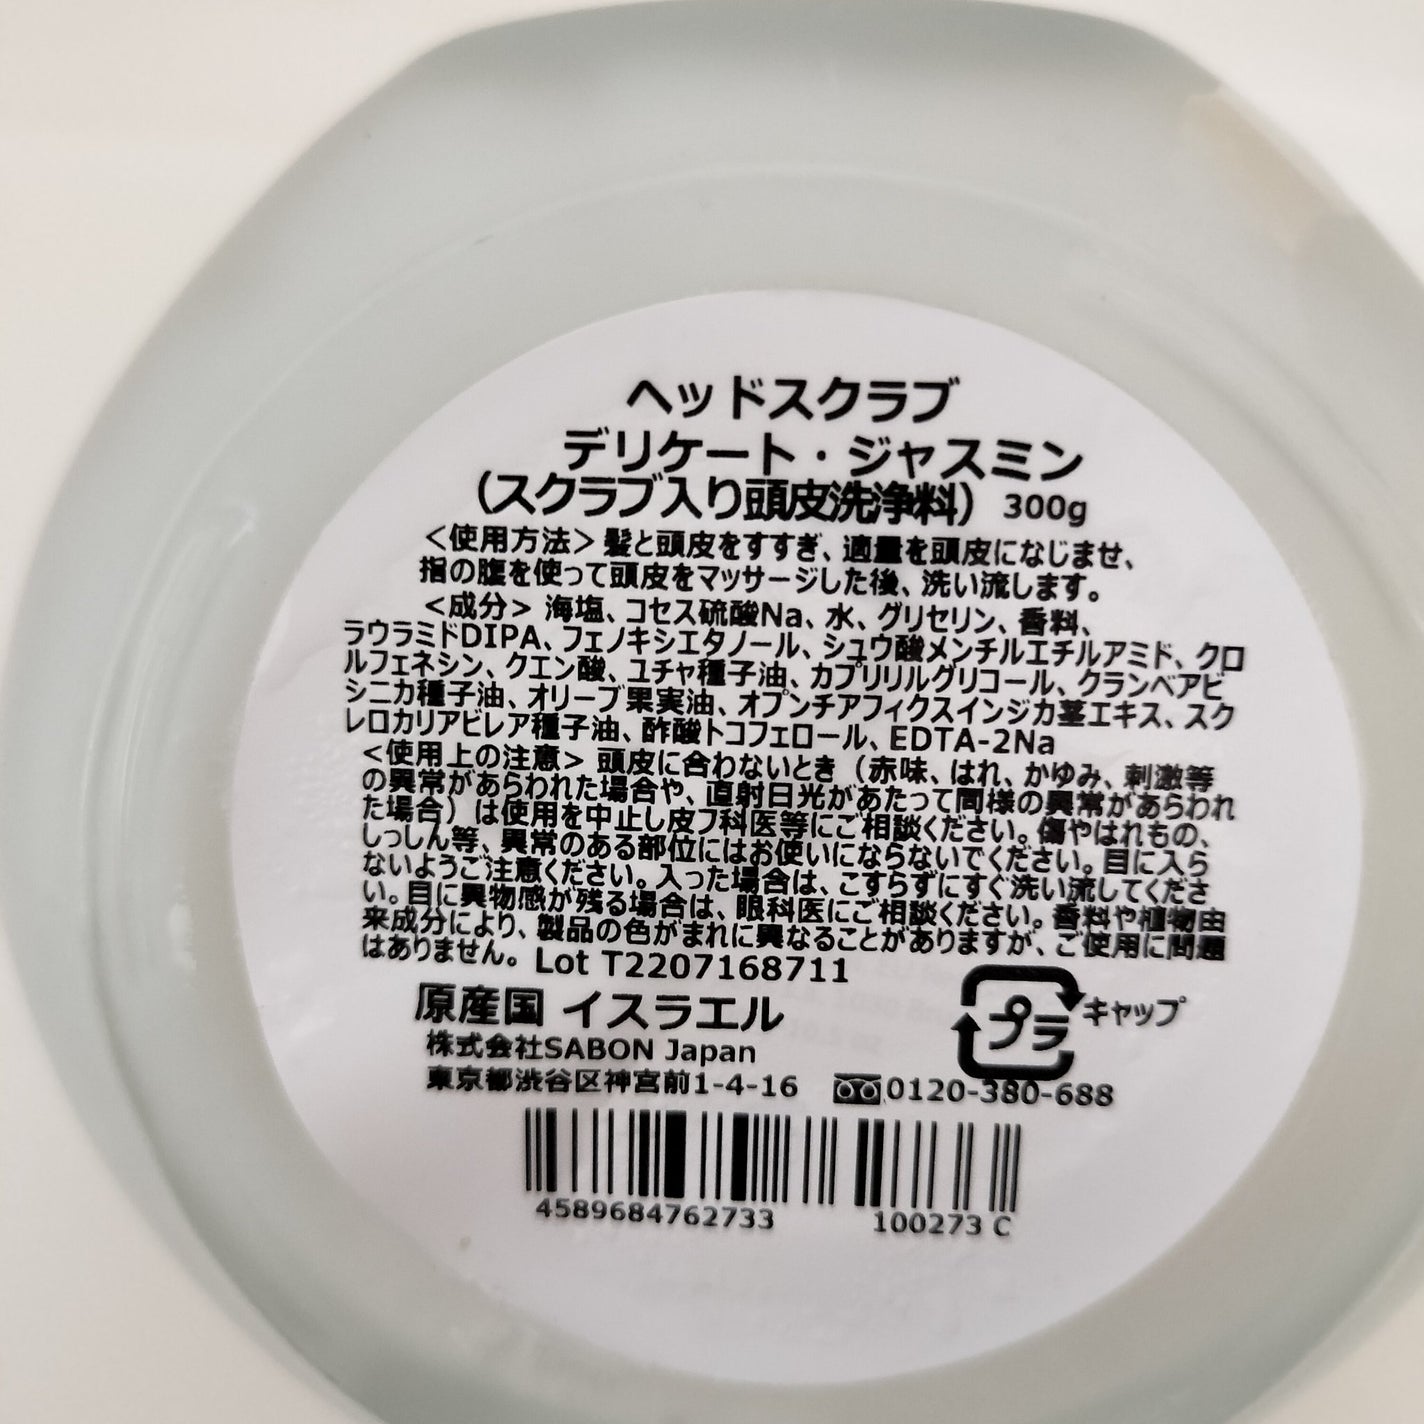 ヘッドスクラブ
デリケート・ジャスミン
（スクラブ入り頭皮洗浄料） 300g
＜使用方法＞髪と頭皮をすすぎ、適量を頭皮になじませ、
指の腹を使って頭皮をマッサージした後、洗い流します。
＜成分＞ 海塩、コセス硫酸Na、水、グリセリン、香料、
ラウラミドDIPA、フェノキシエタノール、シュウ酸メンチルエチルアミド、クロ
ルフェネシン、クエン酸、ユチャ種子油、カプリリルグリコール、クランベアビ
シニカ種子油、オリーブ果実油、オプンチアフィクスインジカ茎エキス、スク
レロカリアビレア種子油、酢酸トコフェロール、EDTA-2Na
＜使用上の注意＞ 頭皮に合わないとき（赤味、はれ、かゆみ、刺激等
の異常があらわれた場合や、直射日光があたって同様の異常があらわれ
た場合）は使用を中止し皮フ科医等にご相談ください。傷やはれもの、
しっしん等、異常のある部位にはお使いにならないでください。目に入ら
ないようご注意ください。入った場合は、こすらずにすぐ洗い流してくださ
い。目に異物感が残る場合は、眼科医にご相談ください。香料や植物由
来成分により、製品の色がまれに異なることがありますが、ご使用に問題
はありません。Lot T2207168711
原産国 イスラエル
プラ キャップ
株式会社SABON Japan
東京都渋谷区神宮前1-4-16 0120-380-688
4589684762733 100273 C